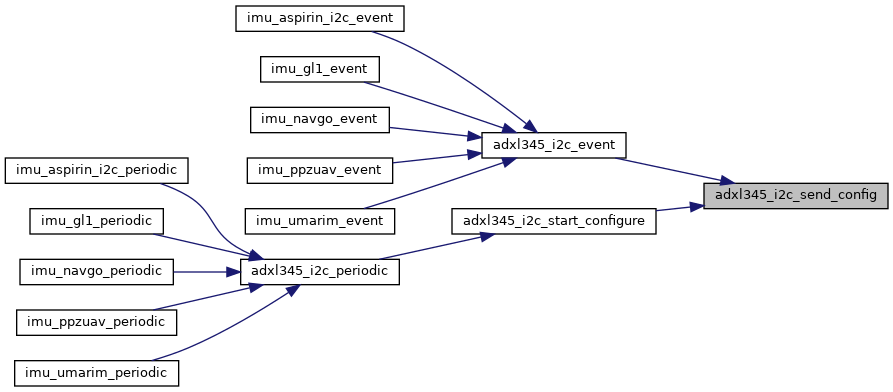 imu_aspirin_i2c_event
imu_gl1_event
imu_navgo_event
adxl345_i2c_event
imu_aspirin_i2c_periodic
imu_ppzuav_event
adxl345_i2c_send_config
imu_gl1_periodic
imu_umarim_event
adxl345_i2c_start_configure
imu_navgo_periodic
adxl345_i2c_periodic
imu_ppzuav_periodic
imu_umarim_periodic